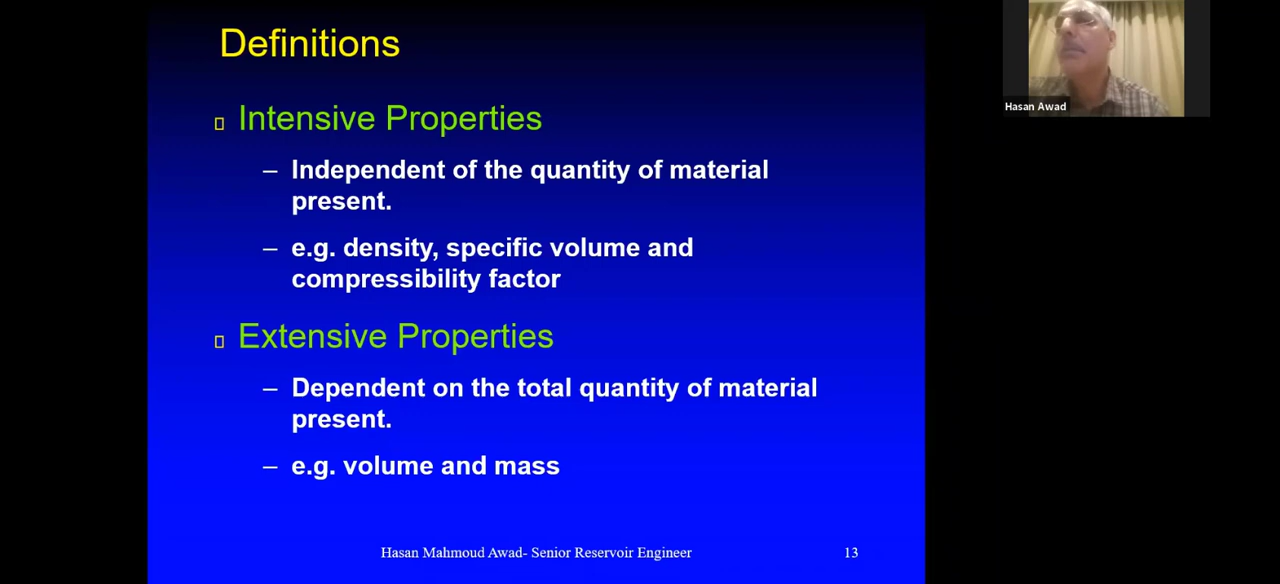 Definitions
Intensive Properties
– Independent of the quantity of material
present.
– e.g. density, specific volume and
compressibility factor
Extensive Properties
– Dependent on the total quantity of material
present.
– e.g. volume and mass
Hasan Mahmoud Awad- Senior Reservoir Engineer
13
Hasan Awad